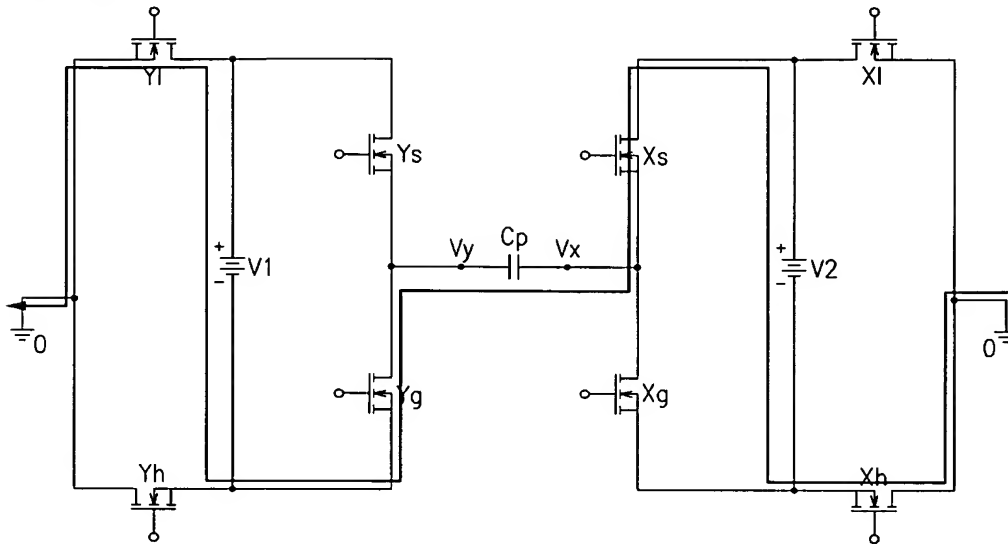 Yl
Xl
Ys
Xs
Vy
Cp
Vx
+
V1
-
+
V2
-
0
0
Yg
Xg
Yh
Xh